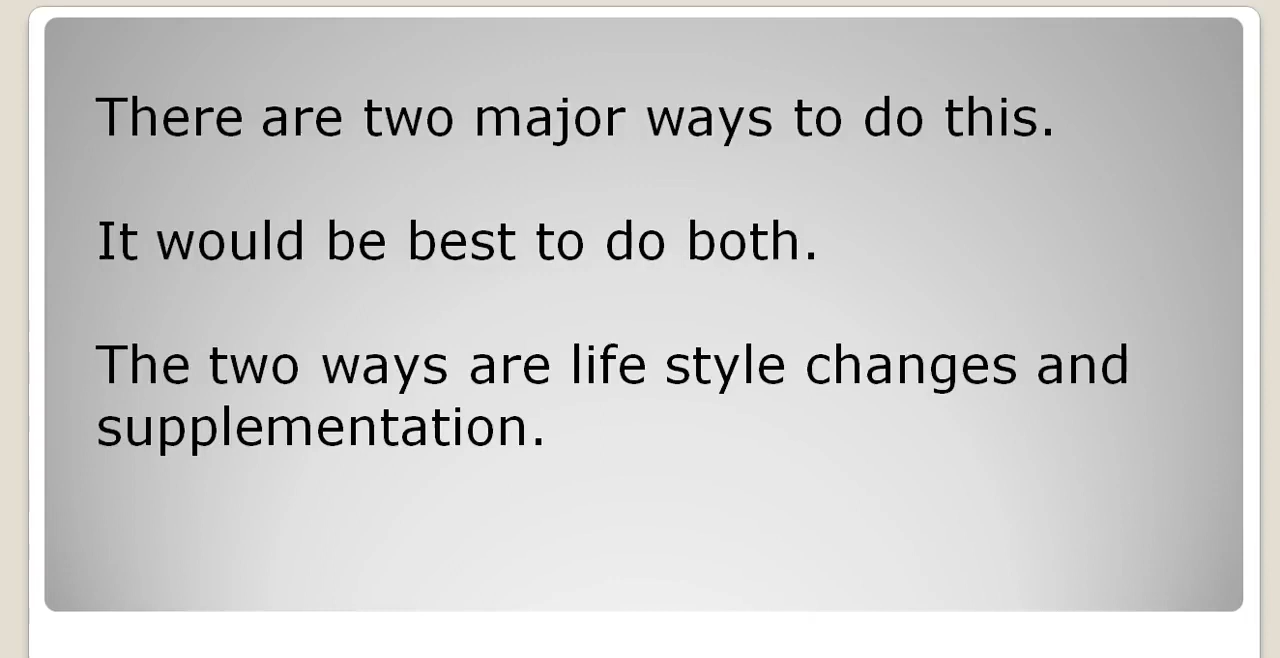 There are two major ways to do this.
It would be best to do both.
The two ways are life style changes and
supplementation.